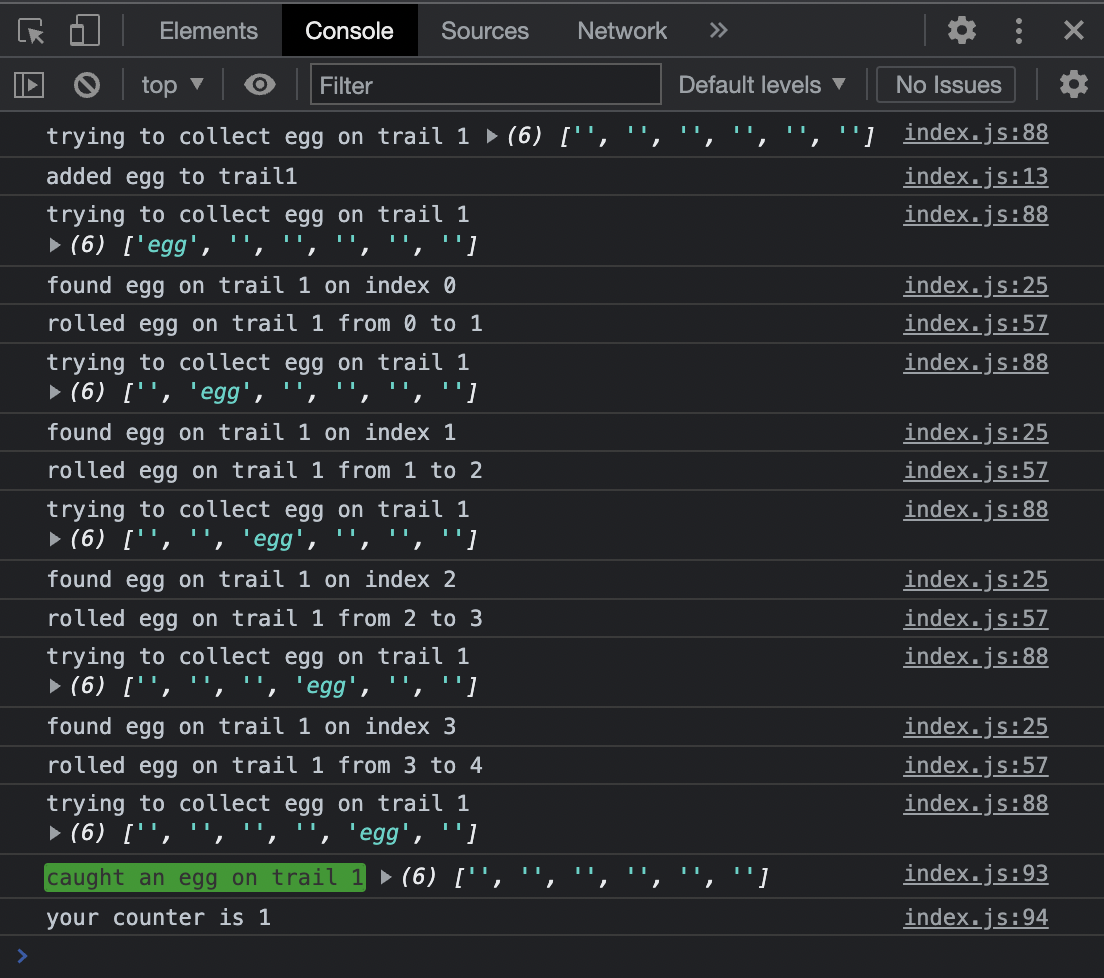 Elements Console Sources Network
top Filter Default levels No Issues
trying to collect egg on trail 1 (6) ['', '', '', '', '', ''] index.js:88
added egg to trail1 index.js:13
trying to collect egg on trail 1 index.js:88
(6) ['egg', '', '', '', '', '']
found egg on trail 1 on index 0 index.js:25
rolled egg on trail 1 from 0 to 1 index.js:57
trying to collect egg on trail 1 index.js:88
(6) ['', 'egg', '', '', '', '']
found egg on trail 1 on index 1 index.js:25
rolled egg on trail 1 from 1 to 2 index.js:57
trying to collect egg on trail 1 index.js:88
(6) ['', '', 'egg', '', '', '']
found egg on trail 1 on index 2 index.js:25
rolled egg on trail 1 from 2 to 3 index.js:57
trying to collect egg on trail 1 index.js:88
(6) ['', '', '', 'egg', '', '']
found egg on trail 1 on index 3 index.js:25
rolled egg on trail 1 from 3 to 4 index.js:57
trying to collect egg on trail 1 index.js:88
(6) ['', '', '', '', 'egg', '']
caught an egg on trail 1 (6) ['', '', '', '', '', ''] index.js:93
your counter is 1 index.js:94